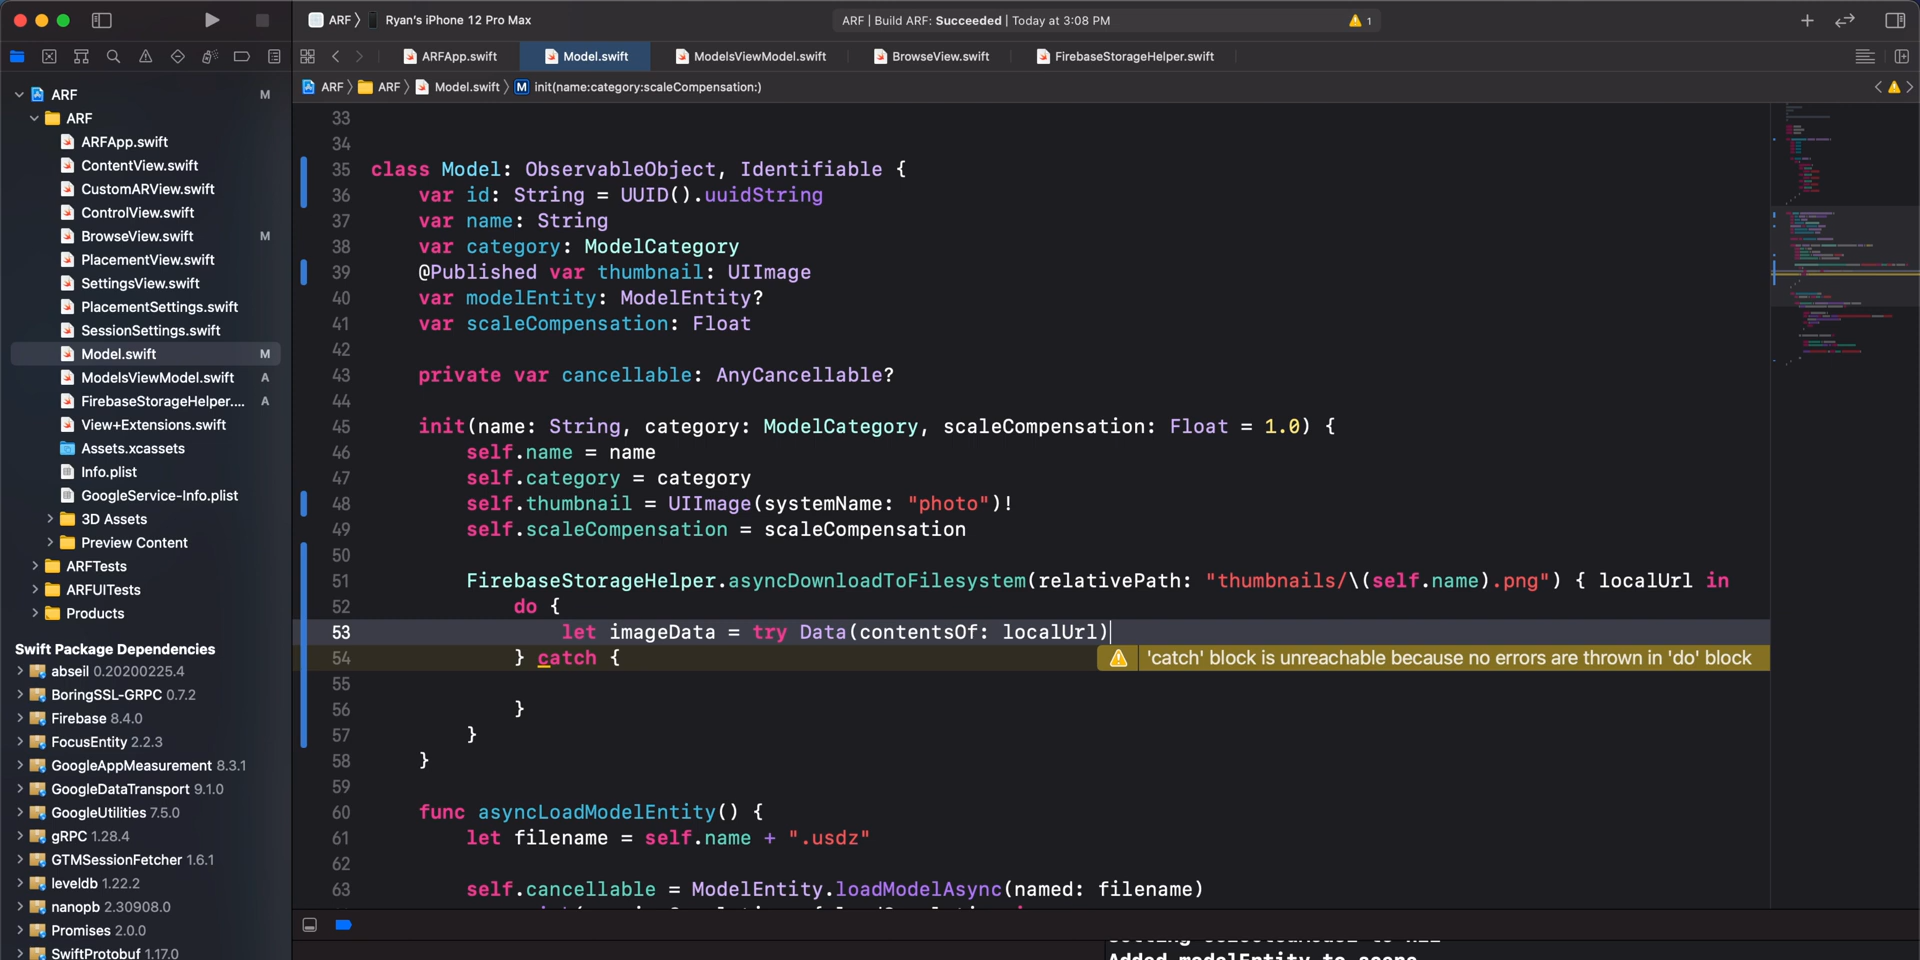 ARF
Ryan's iPhone 12 Pro Max
ARF | Build ARF: Succeeded | Today at 3:08 PM
1
ARFApp.swift
Model.swift
ModelsViewModel.swift
BrowseView.swift
FirebaseStorageHelper.swift
ARF
ARF
Model.swift
M
init(name:category:scaleCompensation:)
ARF M
ARF
ARFApp.swift
ContentView.swift
CustomARView.swift
ControlView.swift
BrowseView.swift M
PlacementView.swift
SettingsView.swift
PlacementSettings.swift
SessionSettings.swift
Model.swift M
ModelsViewModel.swift A
FirebaseStorageHelper.... A
View+Extensions.swift
Assets.xcassets
Info.plist
GoogleService-Info.plist
3D Assets
Preview Content
ARFTests
ARFUITests
Products
Swift Package Dependencies
abseil 0.20200225.4
BoringSSL-GRPC 0.7.2
Firebase 8.4.0
FocusEntity 2.2.3
GoogleAppMeasurement 8.3.1
GoogleDataTransport 9.1.0
GoogleUtilities 7.5.0
gRPC 1.28.4
GTMSessionFetcher 1.6.1
leveldb 1.22.2
nanopb 2.30908.0
Promises 2.0.0
SwiftProtobuf 1.17.0
33
34
35 class Model: ObservableObject, Identifiable {
36 var id: String = UUID().uuidString
37 var name: String
38 var category: ModelCategory
39 @Published var thumbnail: UIImage
40 var modelEntity: ModelEntity?
41 var scaleCompensation: Float
42
43 private var cancellable: AnyCancellable?
44
45 init(name: String, category: ModelCategory, scaleCompensation: Float = 1.0) {
46 self.name = name
47 self.category = category
48 self.thumbnail = UIImage(systemName: "photo")!
49 self.scaleCompensation = scaleCompensation
50
51 FirebaseStorageHelper.asyncDownloadToFilesystem(relativePath: "thumbnails/\(self.name).png") { localUrl in
52 do {
53 let imageData = try Data(contentsOf: localUrl)
54 } catch { 'catch' block is unreachable because no errors are thrown in 'do' block
55
56 }
57 }
58 }
59
60 func asyncLoadModelEntity() {
61 let filename = self.name + ".usdz"
62
63 self.cancellable = ModelEntity.loadModelAsync(named: filename)